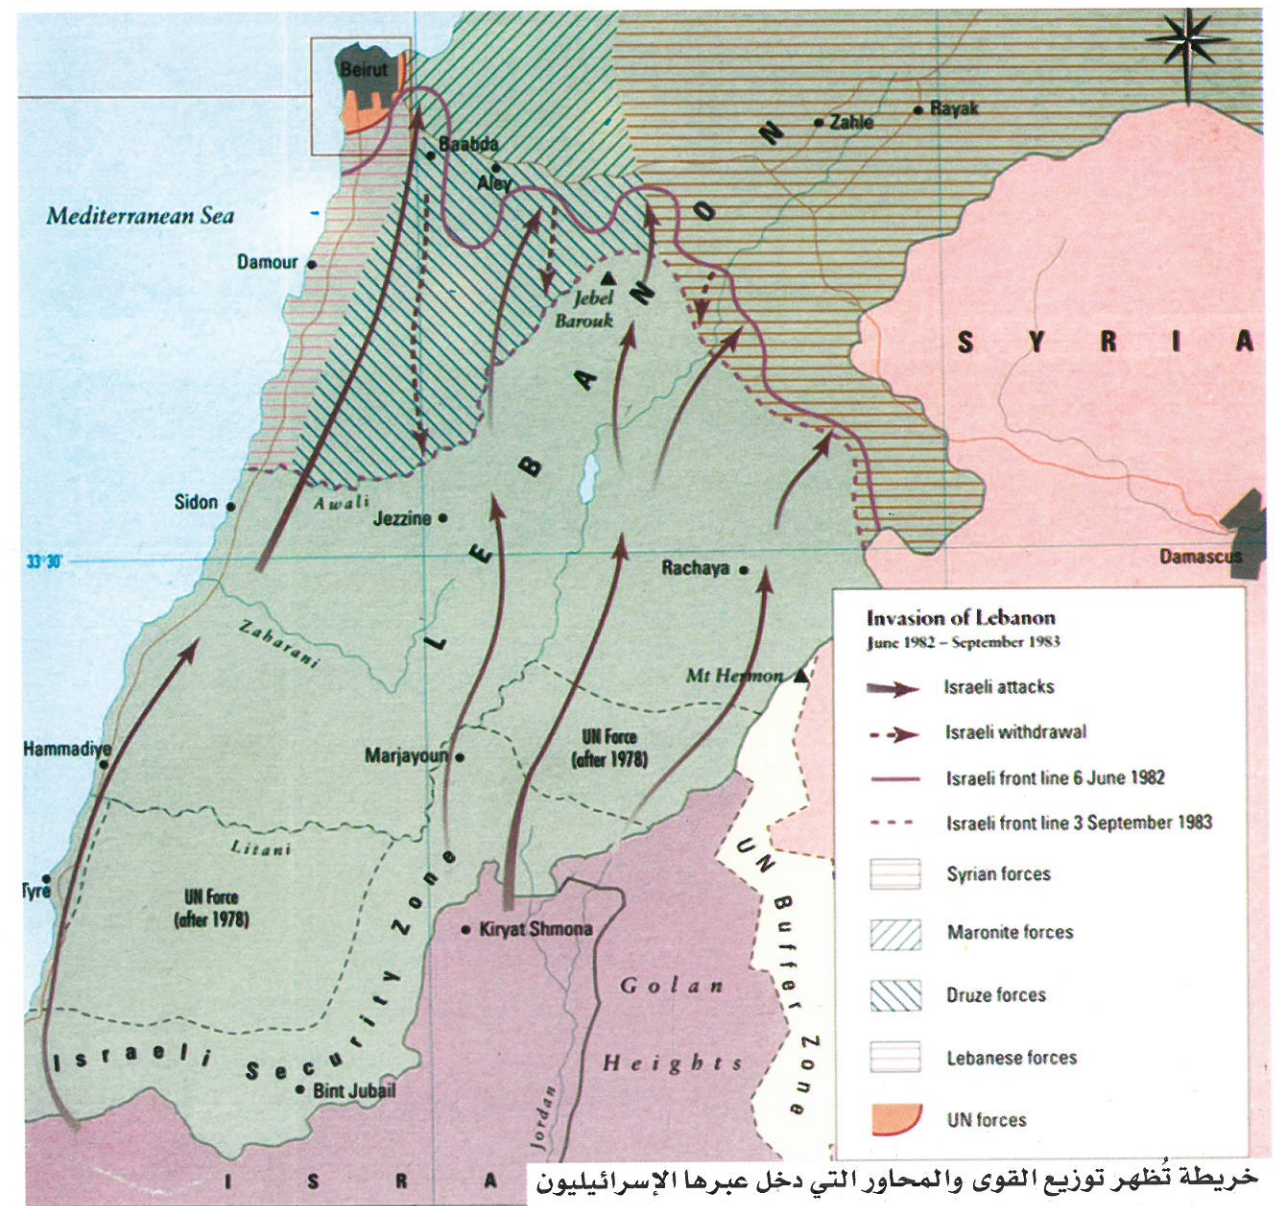 Beirut
Baabda
Aley
Zahle
Rayak
Mediterranean Sea
Damour
Jebel
Barouk
LEBANON
SYRIA
Sidon
Awali
Jezzine
33°30'
Rachaya
Damascus
Zaharani
Mt Hermon
Hammadiye
Marjayoun
UN Force
(after 1978)
Litani
Tyre
UN Force
(after 1978)
Kiryat Shmona
Golan
Heights
UN Buffer Zone
Israeli Security Zone
Bint Jubail
Jordan
I S R A
Invasion of Lebanon
June 1982 – September 1983
Israeli attacks
Israeli withdrawal
Israeli front line 6 June 1982
Israeli front line 3 September 1983
Syrian forces
Maronite forces
Druze forces
Lebanese forces
UN forces
خريطة تُظهر توزيع القوى والمحاور التي دخل عبرها الإسرائيليون